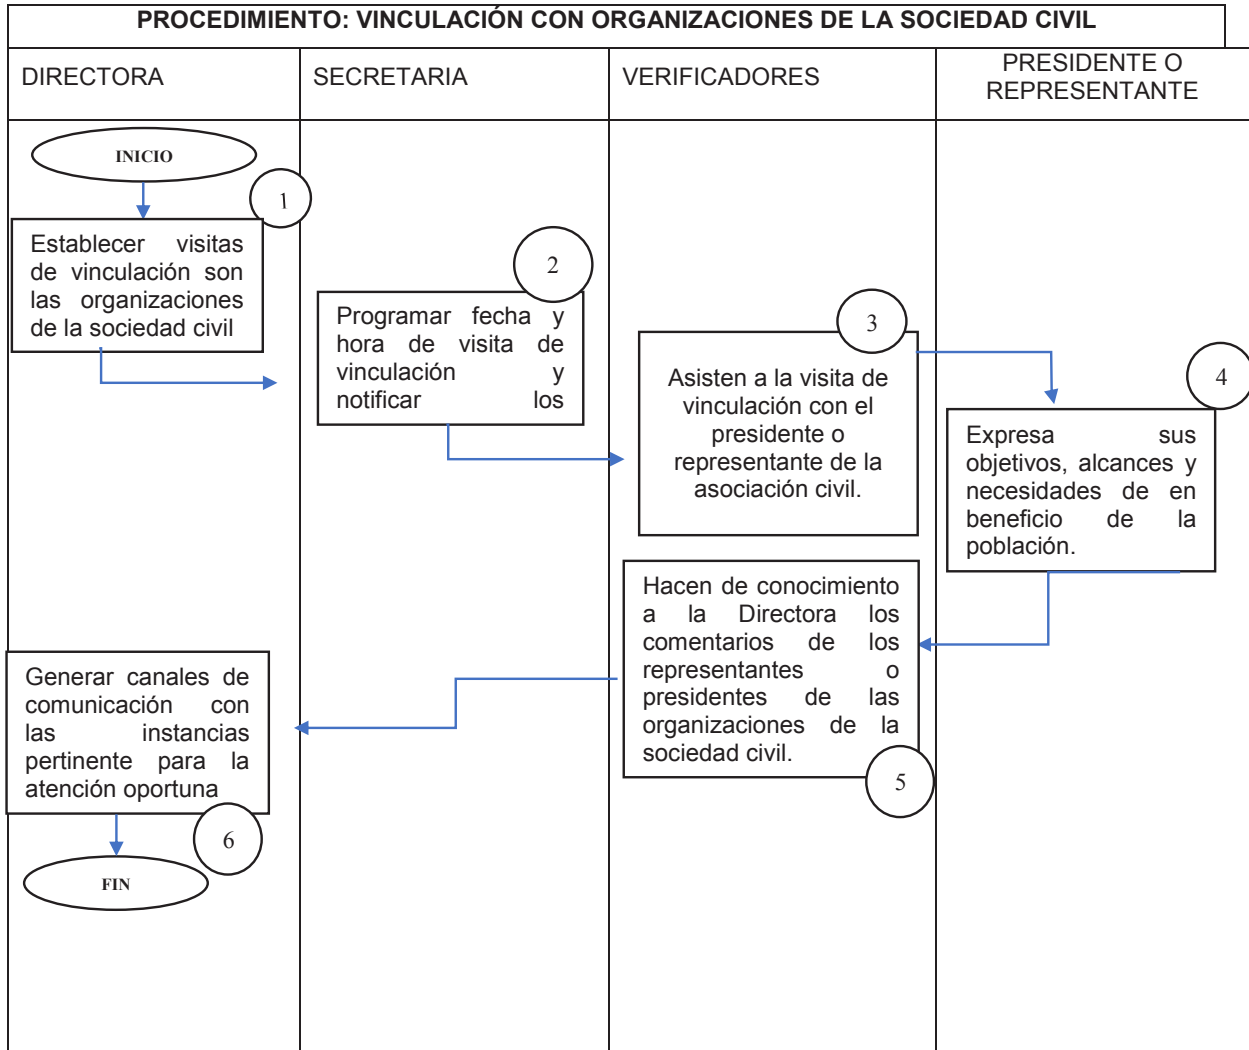 PROCEDIMIENTO: VINCULACIÓN CON ORGANIZACIONES DE LA SOCIEDAD CIVIL
DIRECTORA
SECRETARIA
VERIFICADORES
PRESIDENTE O
REPRESENTANTE
INICIO
1
Establecer visitas
de vinculación son
las organizaciones
de la sociedad civil
2
Programar fecha y
hora de visita de
vinculación y
notificar los
3
Asisten a la visita de
vinculación con el
presidente o
representante de la
asociación civil.
4
Expresa sus
objetivos, alcances y
necesidades de en
beneficio de la
población.
Hacen de conocimiento
a la Directora los
comentarios de los
representantes o
presidentes de las
organizaciones de la
sociedad civil.
5
Generar canales de
comunicación con
las instancias
pertinente para la
atención oportuna
6
FIN